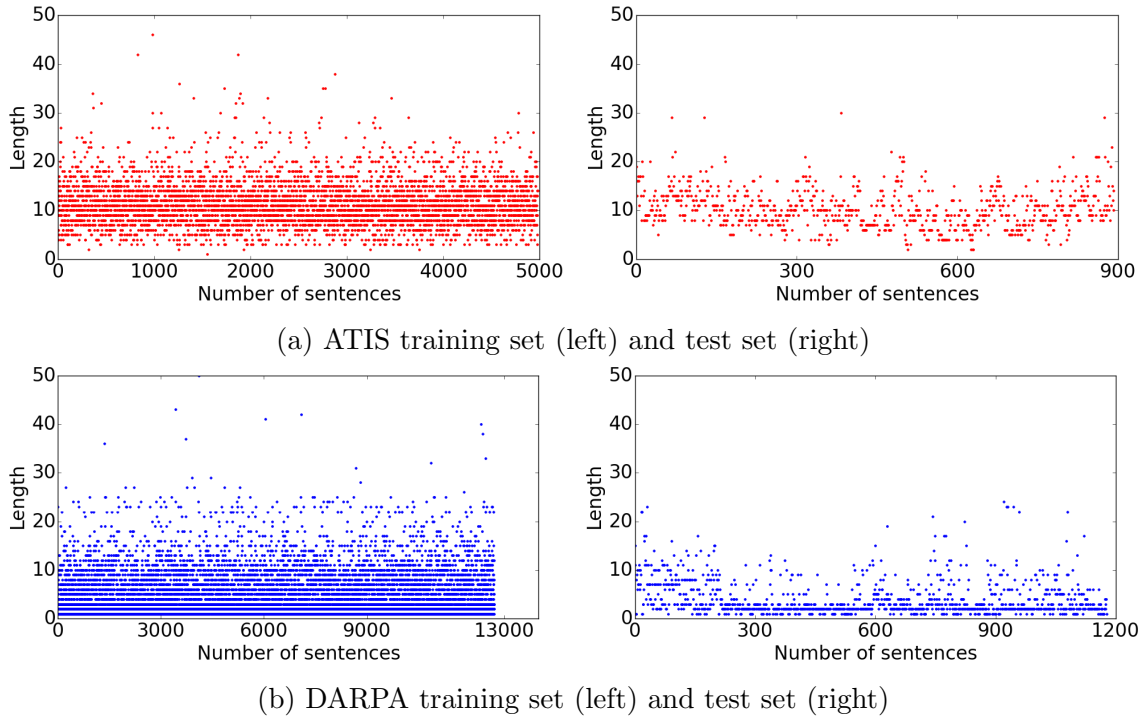 50
40
30
20
10
0
Length
0 1000 2000 3000 4000 5000
Number of sentences
50
40
30
20
10
0
Length
0 300 600 900
Number of sentences
(a) ATIS training set (left) and test set (right)
50
40
30
20
10
0
Length
0 3000 6000 9000 13000
Number of sentences
50
40
30
20
10
0
Length
0 300 600 900 1200
Number of sentences
(b) DARPA training set (left) and test set (right)